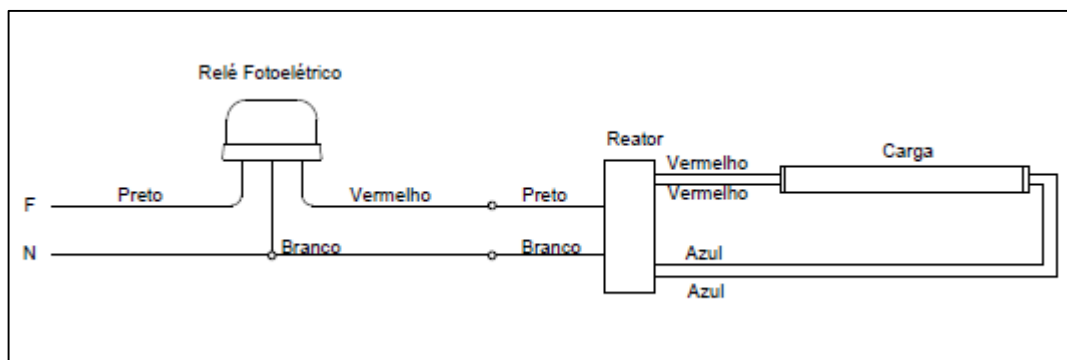 Relé Fotoelétrico
Reator
Carga
Vermelho
Vermelho
F
Preto
Vermelho
Preto
N
Branco
Branco
Azul
Azul